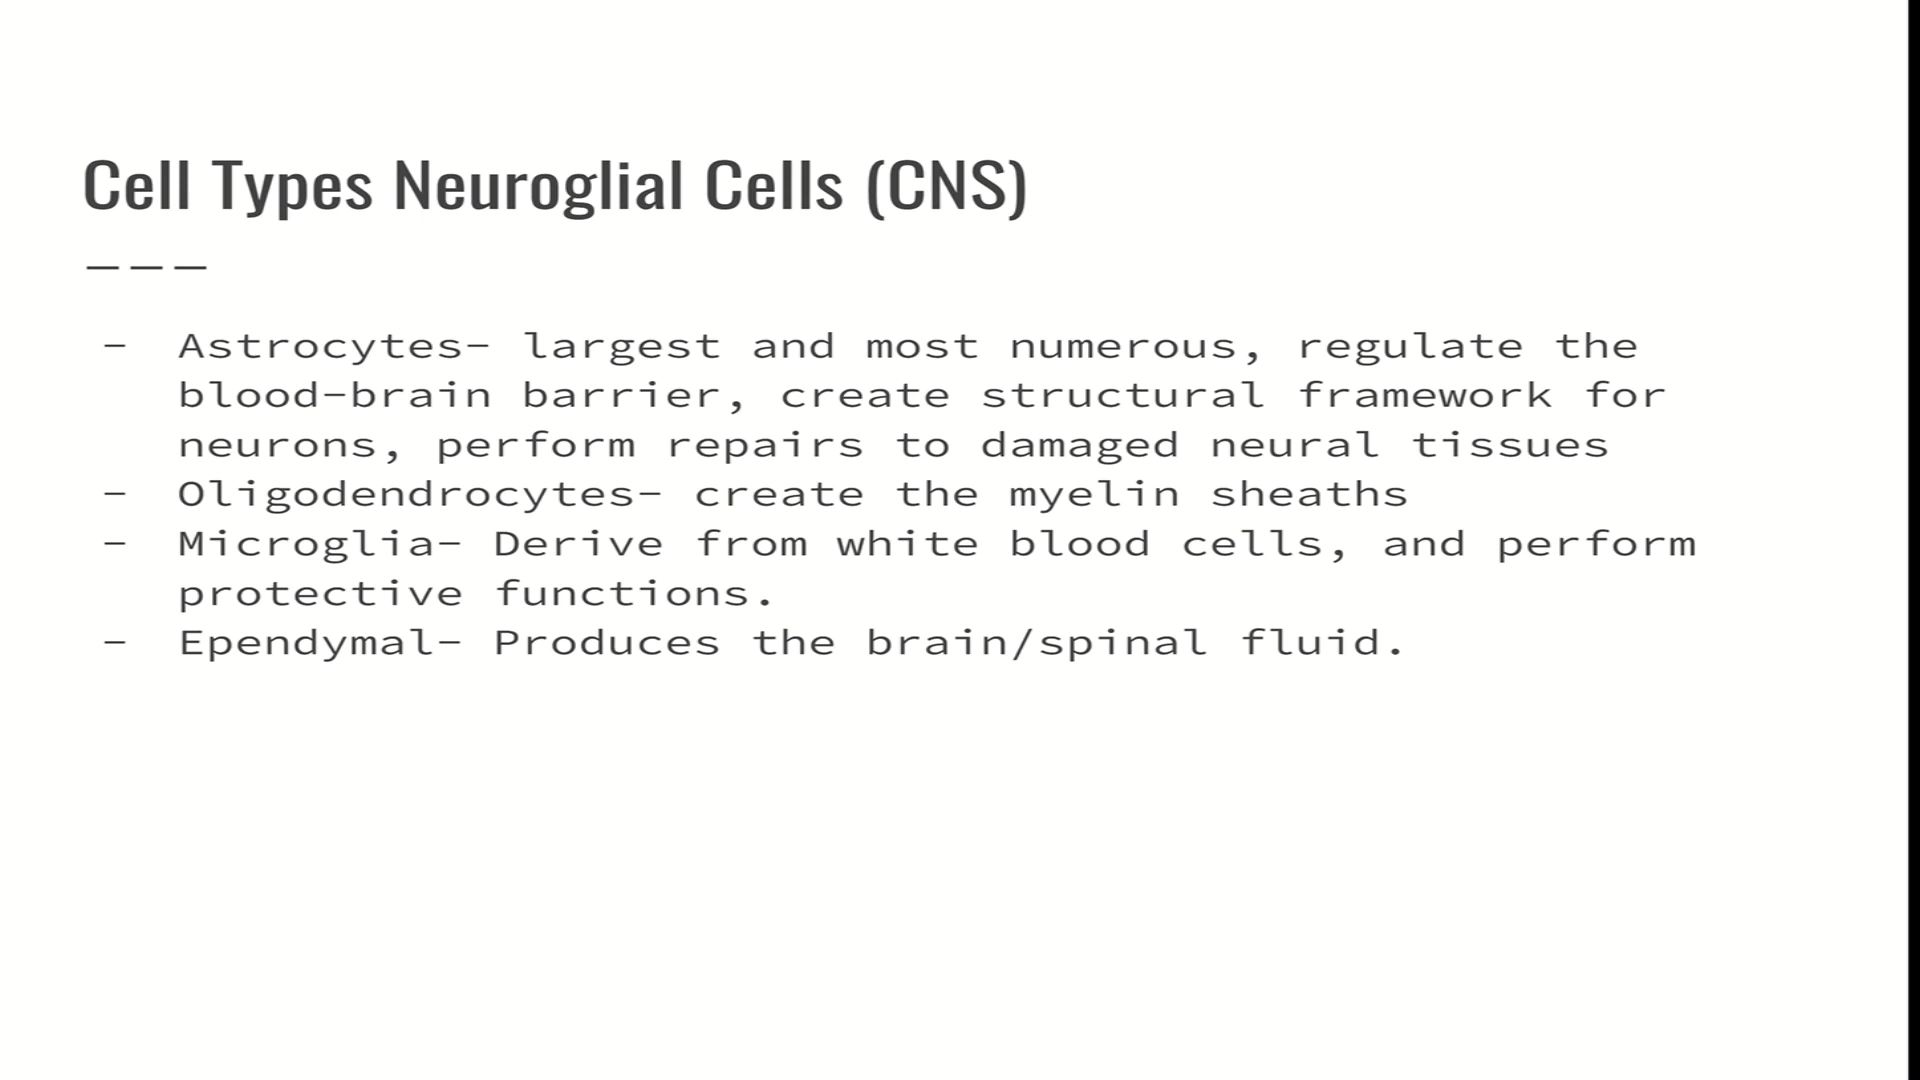 Cell Types Neuroglial Cells (CNS)
———
- Astrocytes- largest and most numerous, regulate the
blood-brain barrier, create structural framework for
neurons, perform repairs to damaged neural tissues
- Oligodendrocytes- create the myelin sheaths
- Microglia- Derive from white blood cells, and perform
protective functions.
- Ependymal- Produces the brain/spinal fluid.